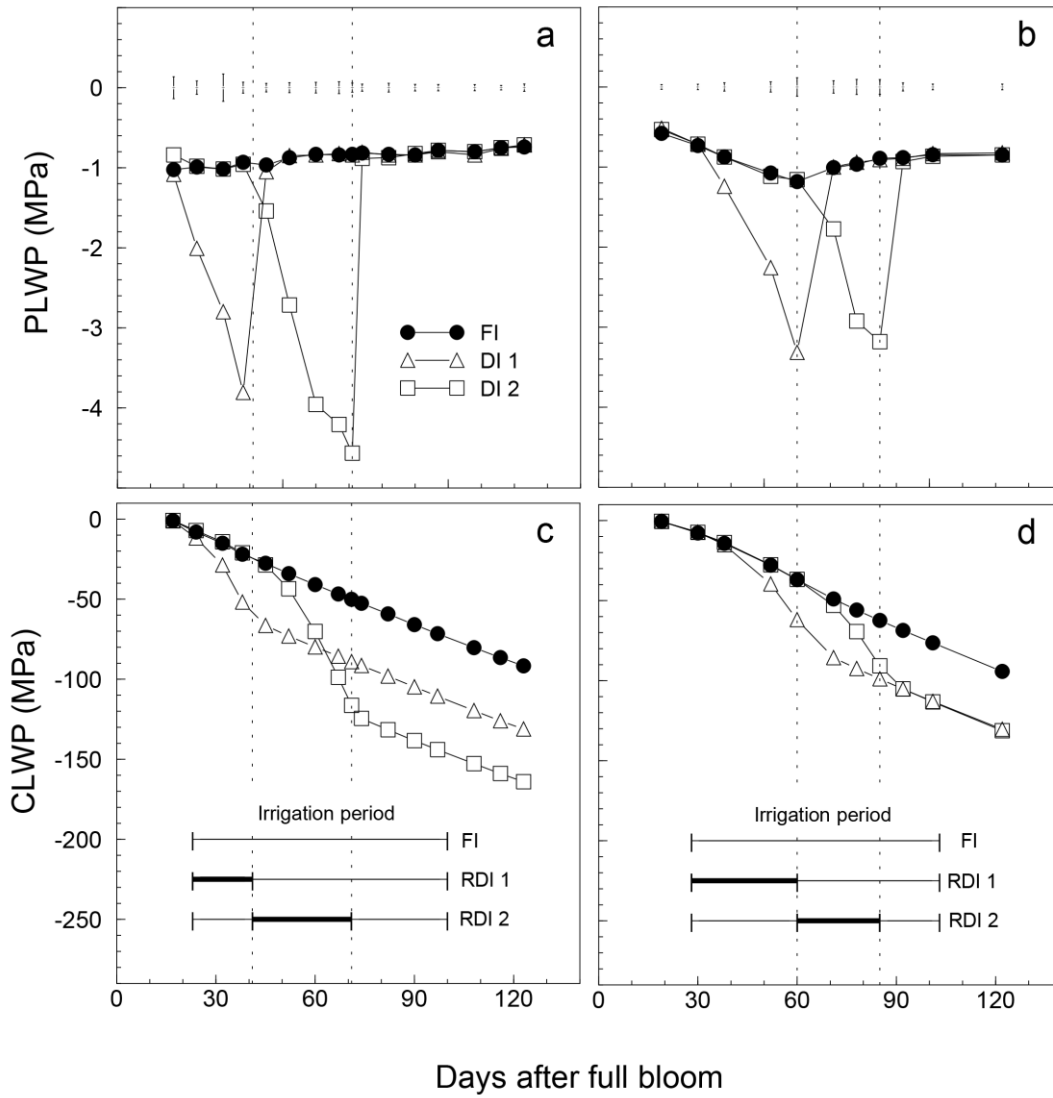 a
b
0
-1
-2
-3
-4
PLWP (MPa)
FI
DI 1
DI 2
c
d
0
-50
-100
-150
-200
-250
CLWP (MPa)
Irrigation period
FI
RDI 1
RDI 2
Irrigation period
FI
RDI 1
RDI 2
0 30 60 90 120
0 30 60 90 120
Days after full bloom